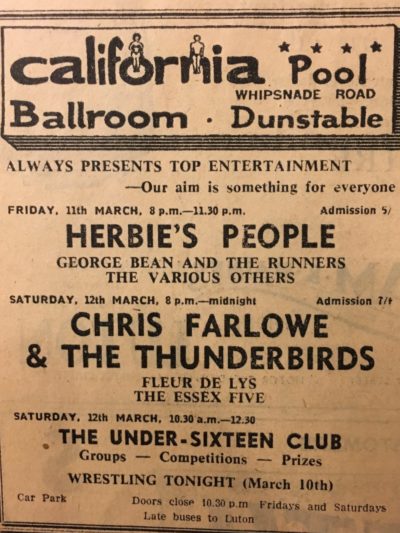 california Pool
★ ★ ★ ★
WHIPSNADE ROAD
Ballroom · Dunstable
ALWAYS PRESENTS TOP ENTERTAINMENT
—Our aim is something for everyone
FRIDAY, 11th MARCH, 8 p.m.—11.30 p.m. Admission 5/
HERBIE'S PEOPLE
GEORGE BEAN AND THE RUNNERS
THE VARIOUS OTHERS
SATURDAY, 12th MARCH, 8 p.m.—midnight Admission 7/6
CHRIS FARLOWE
& THE THUNDERBIRDS
FLEUR DE LYS
THE ESSEX FIVE
SATURDAY, 12th MARCH, 10.30 a.m.—12.30
THE UNDER-SIXTEEN CLUB
Groups — Competitions — Prizes
WRESTLING TONIGHT (March 10th)
Car Park Doors close 10.30 p.m Fridays and Saturdays
Late buses to Luton